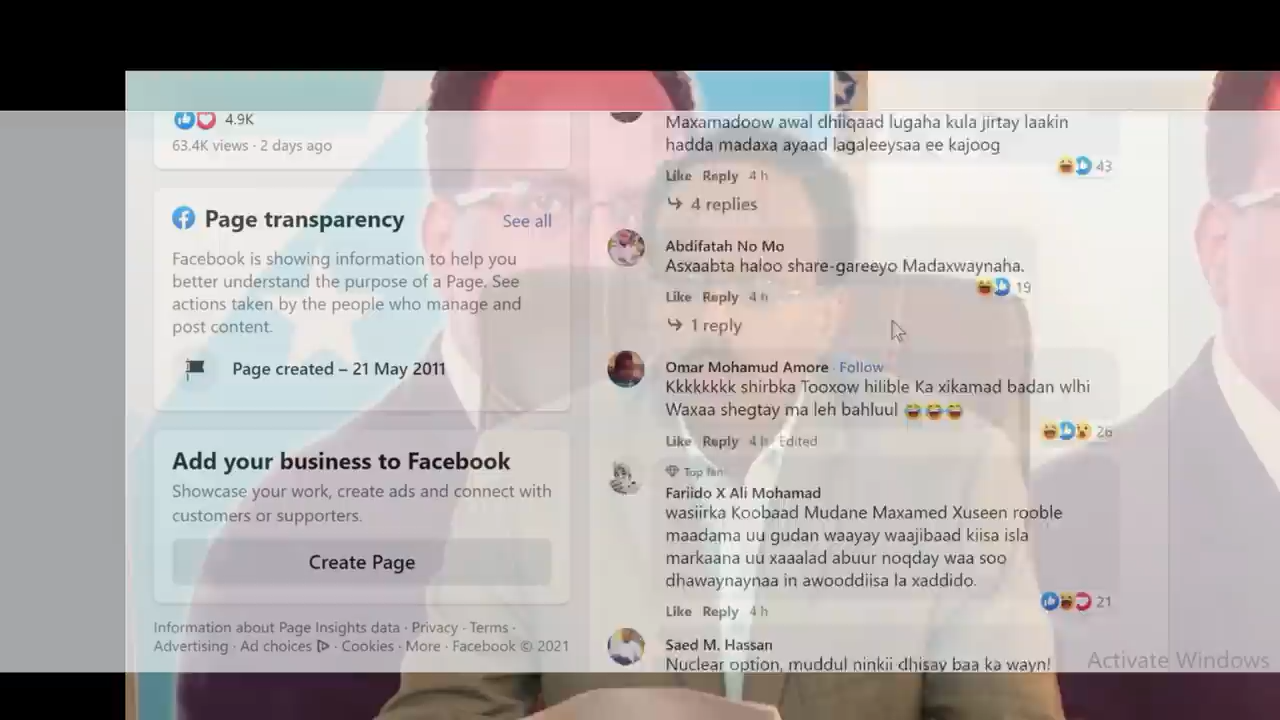 4.9K
63.4K views · 2 days ago
Page transparency
See all
Facebook is showing information to help you
better understand the purpose of a Page. See
actions taken by the people who manage and
post content.
Page created – 21 May 2011
Add your business to Facebook
Showcase your work, create ads and connect with
customers or supporters.
Create Page
Information about Page Insights data · Privacy · Terms ·
Advertising · Ad choices · Cookies · More · Facebook © 2021
Maxamadoow awal dhiiqaad lugaha kula jirtay laakin
hadda madaxa ayaad lagaleeysaa ee kajoog
43
Like Reply 4 h
4 replies
Abdifatah No Mo
Asxaabta haloo share-gareeyo Madaxwaynaha.
19
Like Reply 4 h
1 reply
Omar Mohamud Amore · Follow
Kkkkkkkk shirbka Tooxow hilible Ka xikamad badan wlhi
Waxaa shegtay ma leh bahluul
26
Like Reply 4 h Edited
Top fan
Fariido X Ali Mohamad
wasiirka Koobaad Mudane Maxamed Xuseen rooble
maadama uu gudan waayay waajibaad kiisa isla
markaana uu xaaalad abuur noqday waa soo
dhawaynaynaa in awooddiisa la xaddido.
21
Like Reply 4 h
Saed M. Hassan
Nuclear option, muddul ninkii dhisay baa ka wayn!
Activate Windows